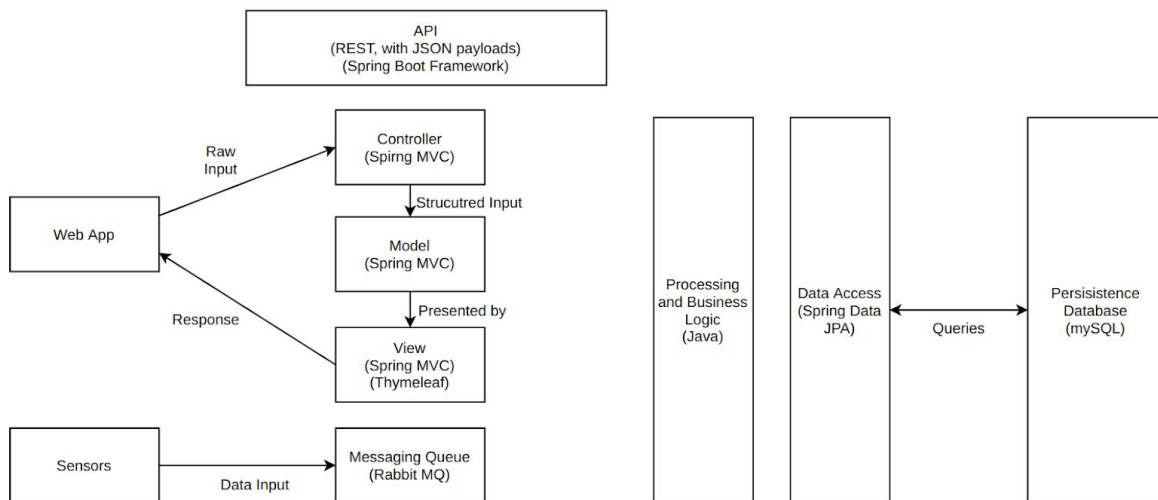 API
(REST, with JSON payloads)
(Spring Boot Framework)
Controller
(Spirng MVC)
Raw
Input
Strucutred Input
Web App
Model
(Spring MVC)
Presented by
Response
View
(Spring MVC)
(Thymeleaf)
Sensors
Data Input
Messaging Queue
(Rabbit MQ)
Processing
and Business
Logic
(Java)
Data Access
(Spring Data
JPA)
Queries
Persisistence
Database
(mySQL)